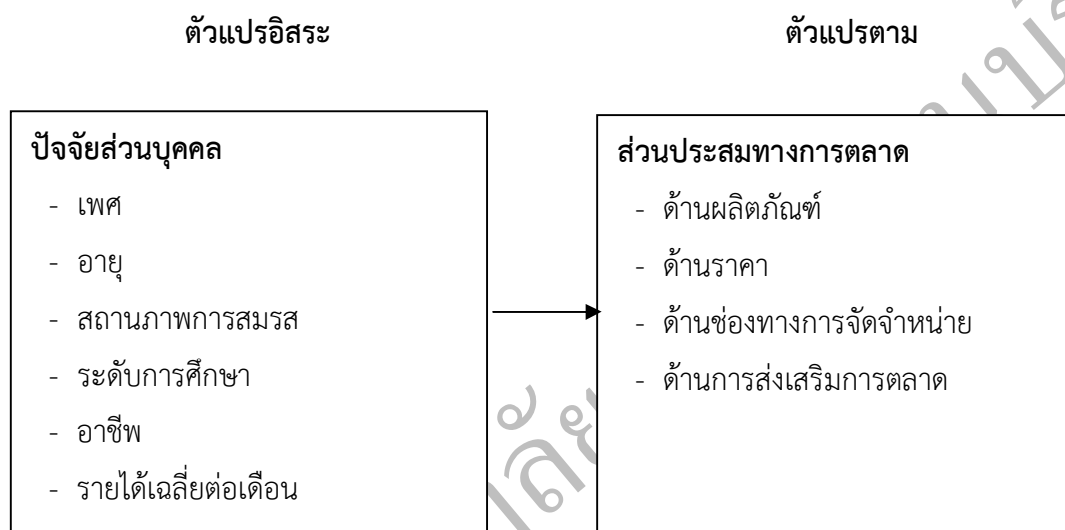 ตัวแปรอิสระ
ตัวแปรตาม
ปัจจัยส่วนบุคคล
- เพศ
- อายุ
- สถานภาพการสมรส
- ระดับการศึกษา
- อาชีพ
- รายได้เฉลี่ยต่อเดือน
ส่วนประสมทางการตลาด
- ด้านผลิตภัณฑ์
- ด้านราคา
- ด้านช่องทางการจัดจำหน่าย
- ด้านการส่งเสริมการตลาด